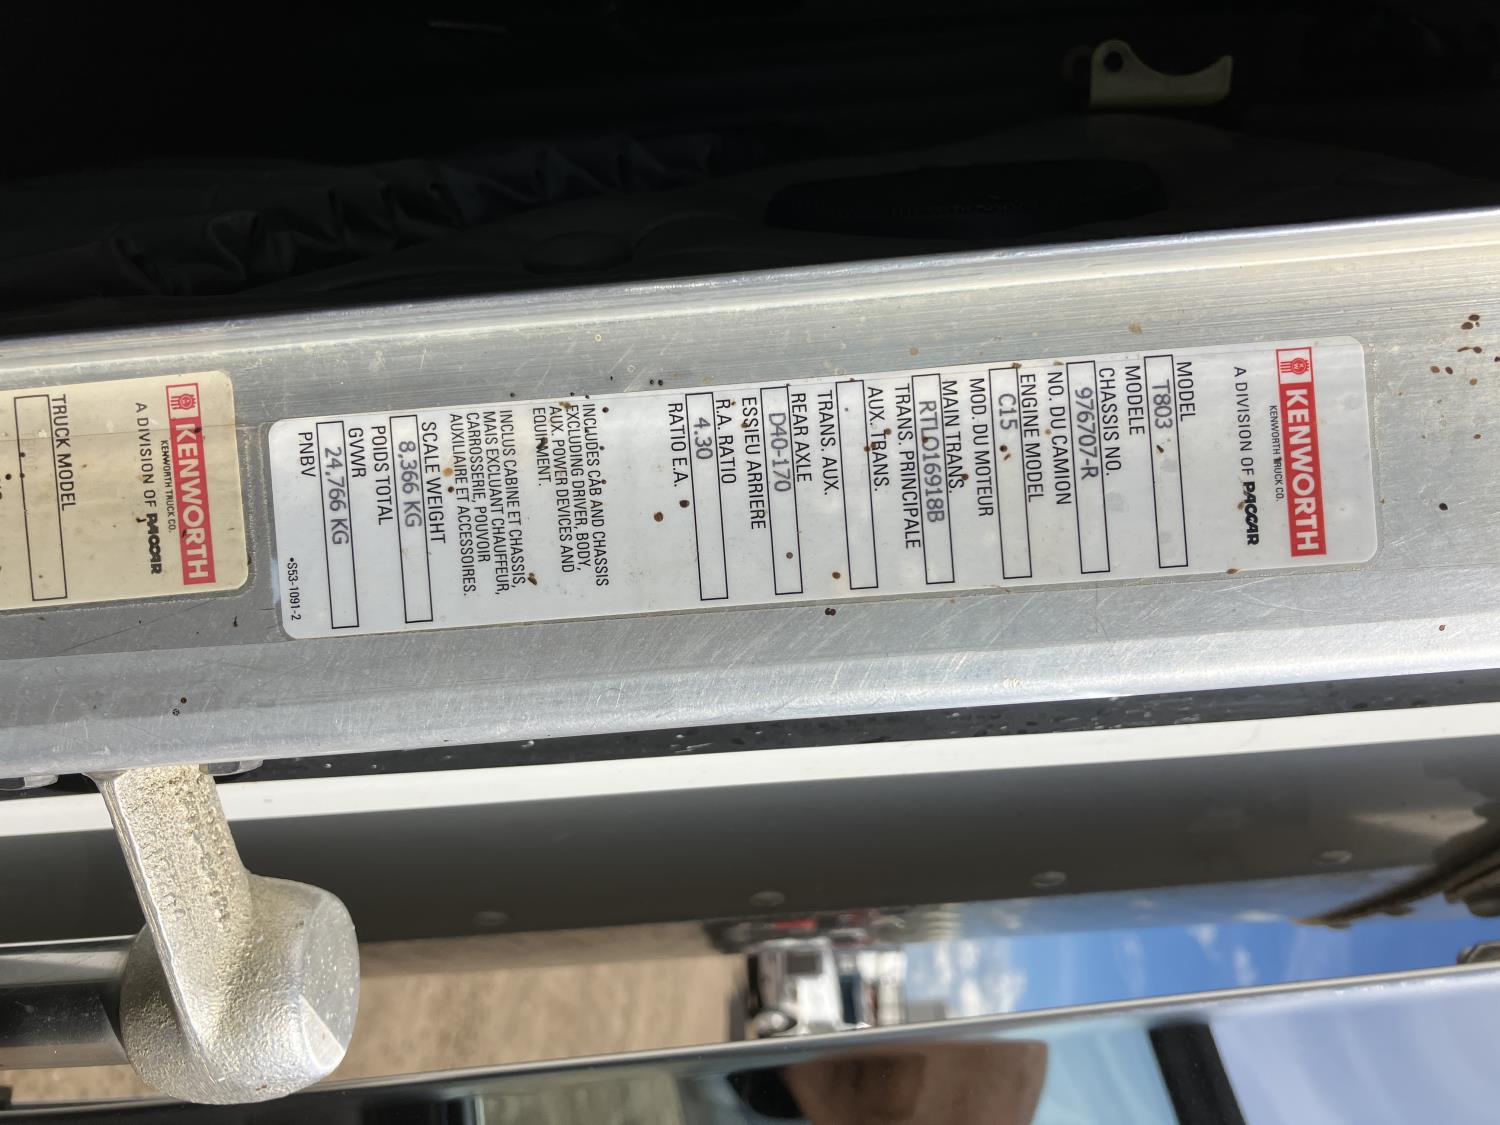 KENWORTH
KENWORTH TRUCK CO.
A DIVISION OF PACCAR
MODEL
T803
MODELE
CHASSIS NO.
976707-R
NO. DU CAMION
ENGINE MODEL
C15
MOD. DU MOTEUR
MAIN TRANS.
RTLO16918B
TRANS. PRINCIPALE
AUX. TRANS.
TRANS. AUX.
REAR AXLE
D40-170
ESSIEU ARRIERE
R.A. RATIO
4.30
RATIO E.A.
INCLUDES CAB AND CHASSIS
EXCLUDING DRIVER, BODY,
AUX. POWER DEVICES AND
EQUIPMENT.
INCLUS CABINE ET CHASSIS,
MAIS EXCLUANT CHAUFFEUR,
CARROSSERIE, POUVOIR
AUXILIAIRE ET ACCESSOIRES.
SCALE WEIGHT
8,366 KG
POIDS TOTAL
GVWR
24,766 KG
PNBV
•S53-1091-2
KENWORTH
KENWORTH TRUCK CO.
A DIVISION OF PACCAR
TRUCK MODEL